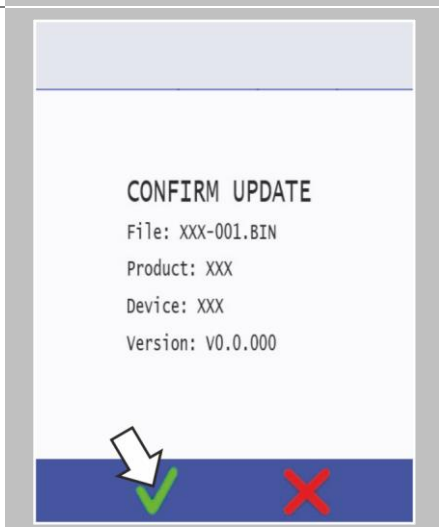 CONFIRM UPDATE
File: XXX-001.BIN
Product: XXX
Device: XXX
Version: V0.0.000